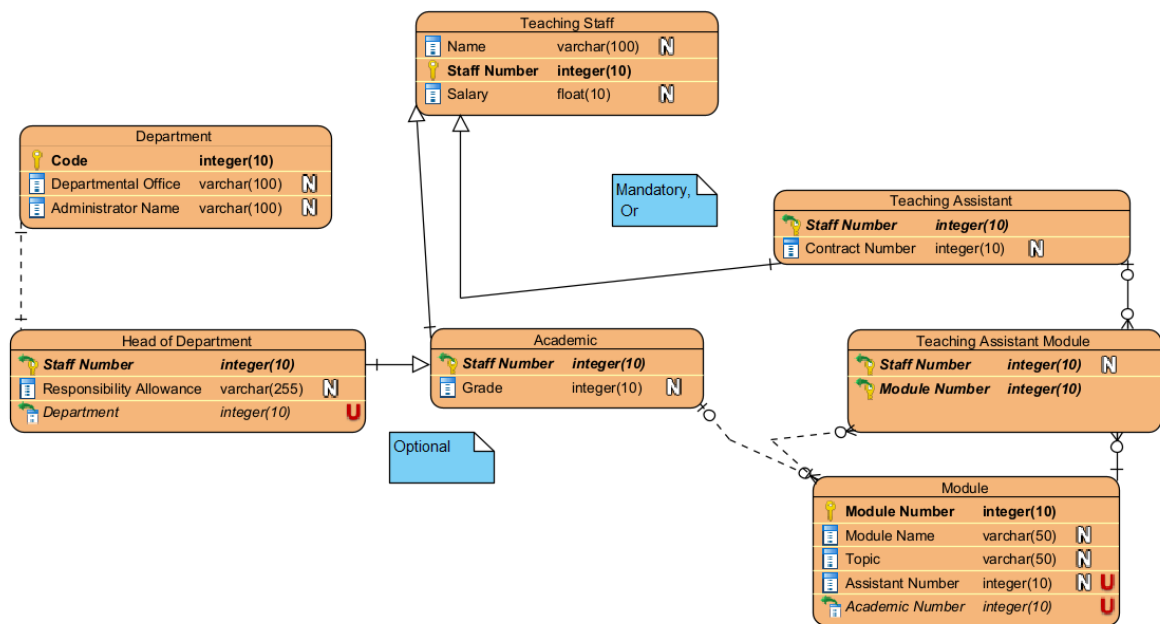 Teaching Staff
Name varchar(100) N
Staff Number integer(10)
Salary float(10) N
Department
Code integer(10)
Departmental Office varchar(100) N
Administrator Name varchar(100) N
Mandatory,
Or
Teaching Assistant
Staff Number integer(10)
Contract Number integer(10) N
Head of Department
Staff Number integer(10)
Responsibility Allowance varchar(255) N
Department integer(10) U
Academic
Staff Number integer(10)
Grade integer(10) N
Teaching Assistant Module
Staff Number integer(10) N
Module Number integer(10)
Optional
Module
Module Number integer(10)
Module Name varchar(50) N
Topic varchar(50) N
Assistant Number integer(10) N U
Academic Number integer(10) U